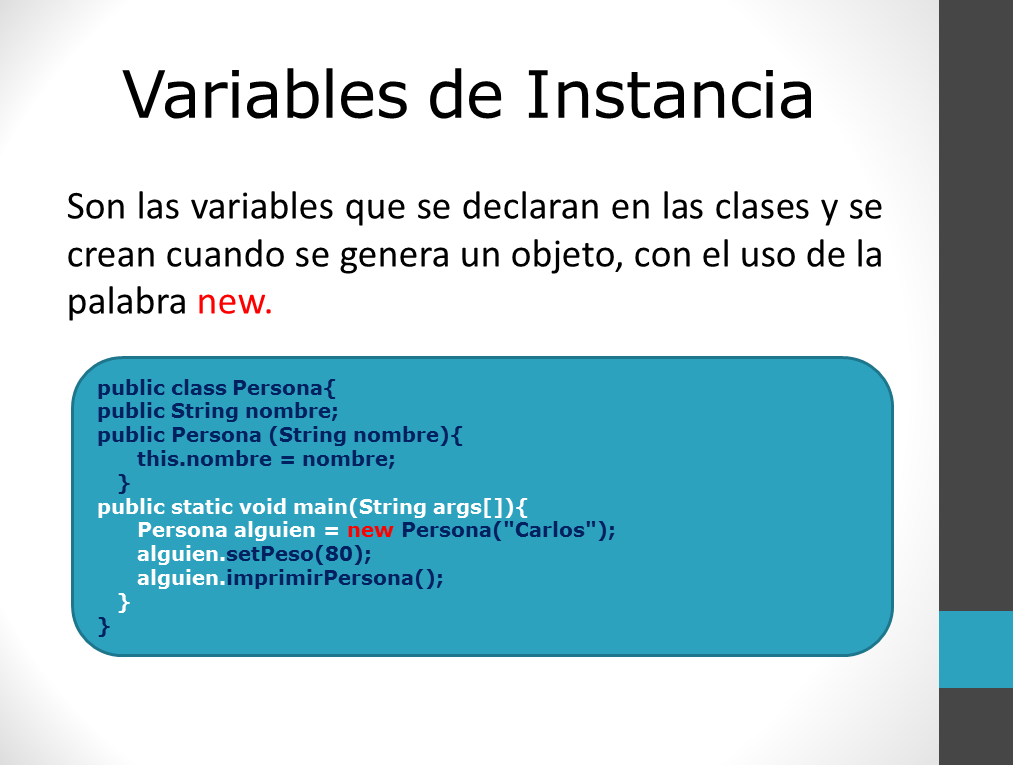 Variables de Instancia
Son las variables que se declaran en las clases y se
crean cuando se genera un objeto, con el uso de la
palabra new.
public class Persona{
public String nombre;
public Persona (String nombre){
this.nombre = nombre;
}
public static void main(String args[]){
Persona alguien = new Persona("Carlos");
alguien.setPeso(80);
alguien.imprimirPersona();
}
}